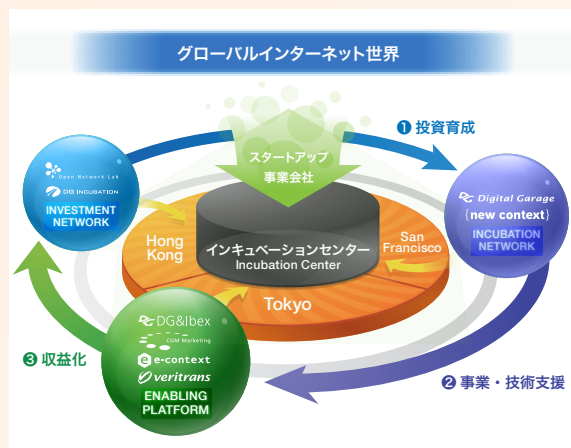 グローバルインターネット世界
❶ 投資育成
スタートアップ
事業会社
Open Network Lab
DG INCUBATION
INVESTMENT
NETWORK
Digital Garage
{new context}
INCUBATION
NETWORK
Hong
Kong
インキュベーションセンター
Incubation Center
San
Francisco
Tokyo
DG&Ibex
CGM Marketing
e-context
veritrans
ENABLING
PLATFORM
❸ 収益化
❷ 事業・技術支援